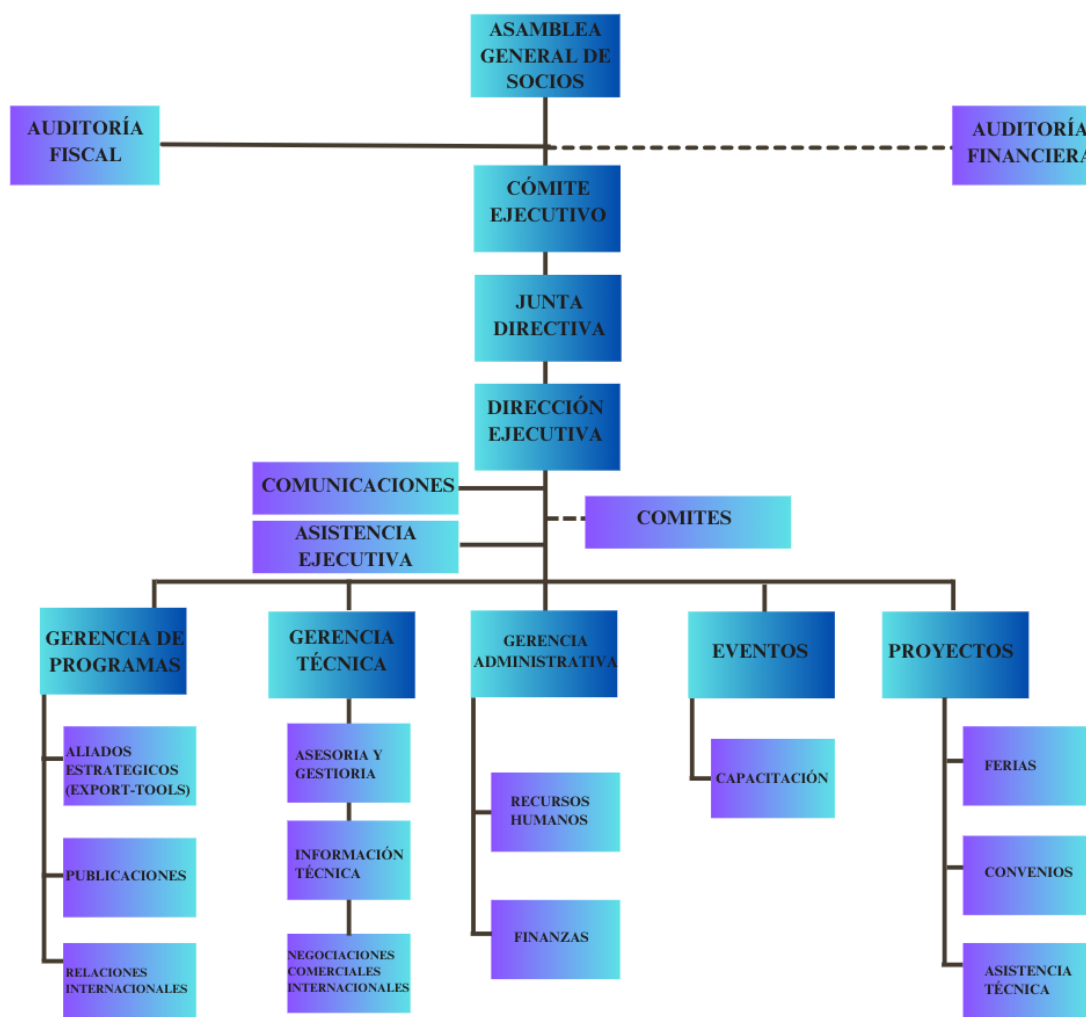 ASAMBLEA
GENERAL DE
SOCIOS
AUDITORÍA
FISCAL
AUDITORÍA
FINANCIERA
CÓMITE
EJECUTIVO
JUNTA
DIRECTIVA
DIRECCIÓN
EJECUTIVA
COMUNICACIONES
COMITES
ASISTENCIA
EJECUTIVA
GERENCIA DE
PROGRAMAS
GERENCIA
TÉCNICA
GERENCIA
ADMINISTRATIVA
EVENTOS
PROYECTOS
ALIADOS
ESTRATEGICOS
(EXPORT-TOOLS)
PUBLICACIONES
RELACIONES
INTERNACIONALES
ASESORIA Y
GESTIORIA
INFORMACIÓN
TÉCNICA
NEGOCIACIONES
COMERCIALES
INTERNACIONALES
RECURSOS
HUMANOS
FINANZAS
CAPACITACIÓN
FERIAS
CONVENIOS
ASISTENCIA
TÉCNICA